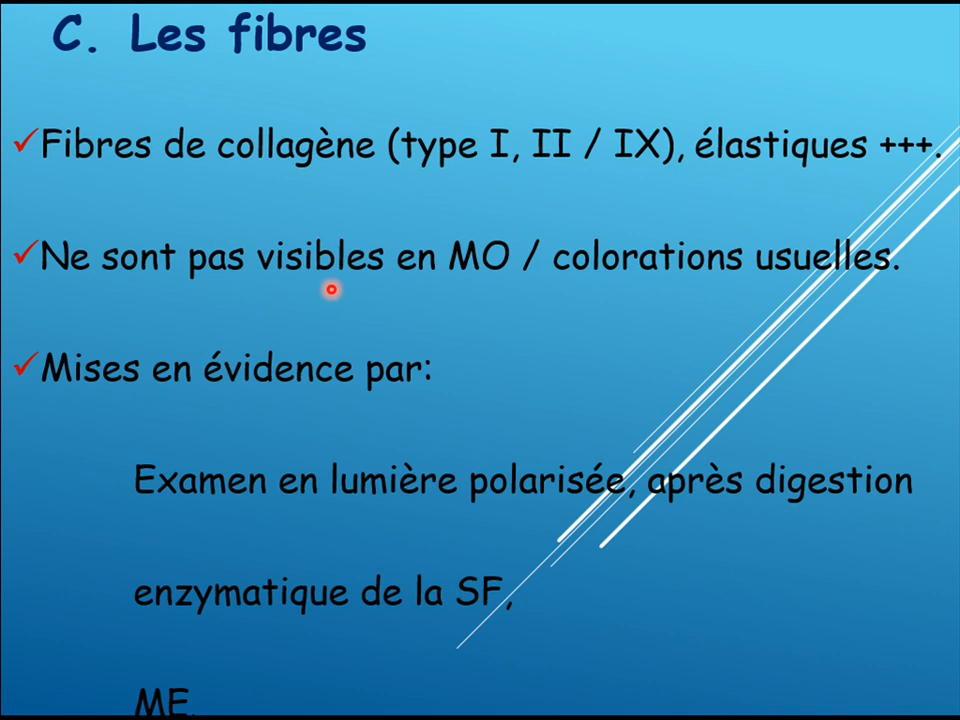 C. Les fibres
✓Fibres de collagène (type I, II / IX), élastiques +++.
✓Ne sont pas visibles en MO / colorations usuelles.
✓Mises en évidence par:
Examen en lumière polarisée, après digestion
enzymatique de la SF,
ME.